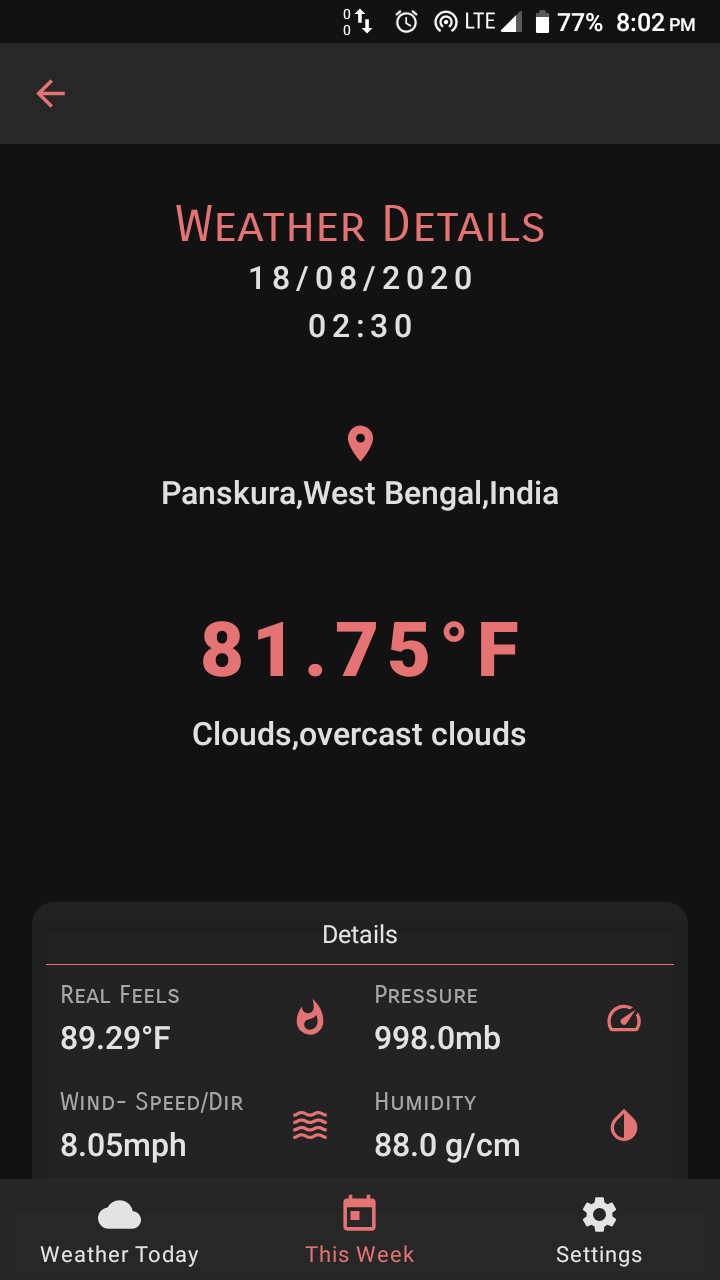 0
0
LTE 77% 8:02 PM
Weather Details
18/08/2020
02:30
Panskura,West Bengal,India
81.75°F
Clouds,overcast clouds
Details
Real Feels
89.29°F
Pressure
998.0mb
Wind- Speed/Dir
8.05mph
Humidity
88.0 g/cm
Weather Today
This Week
Settings